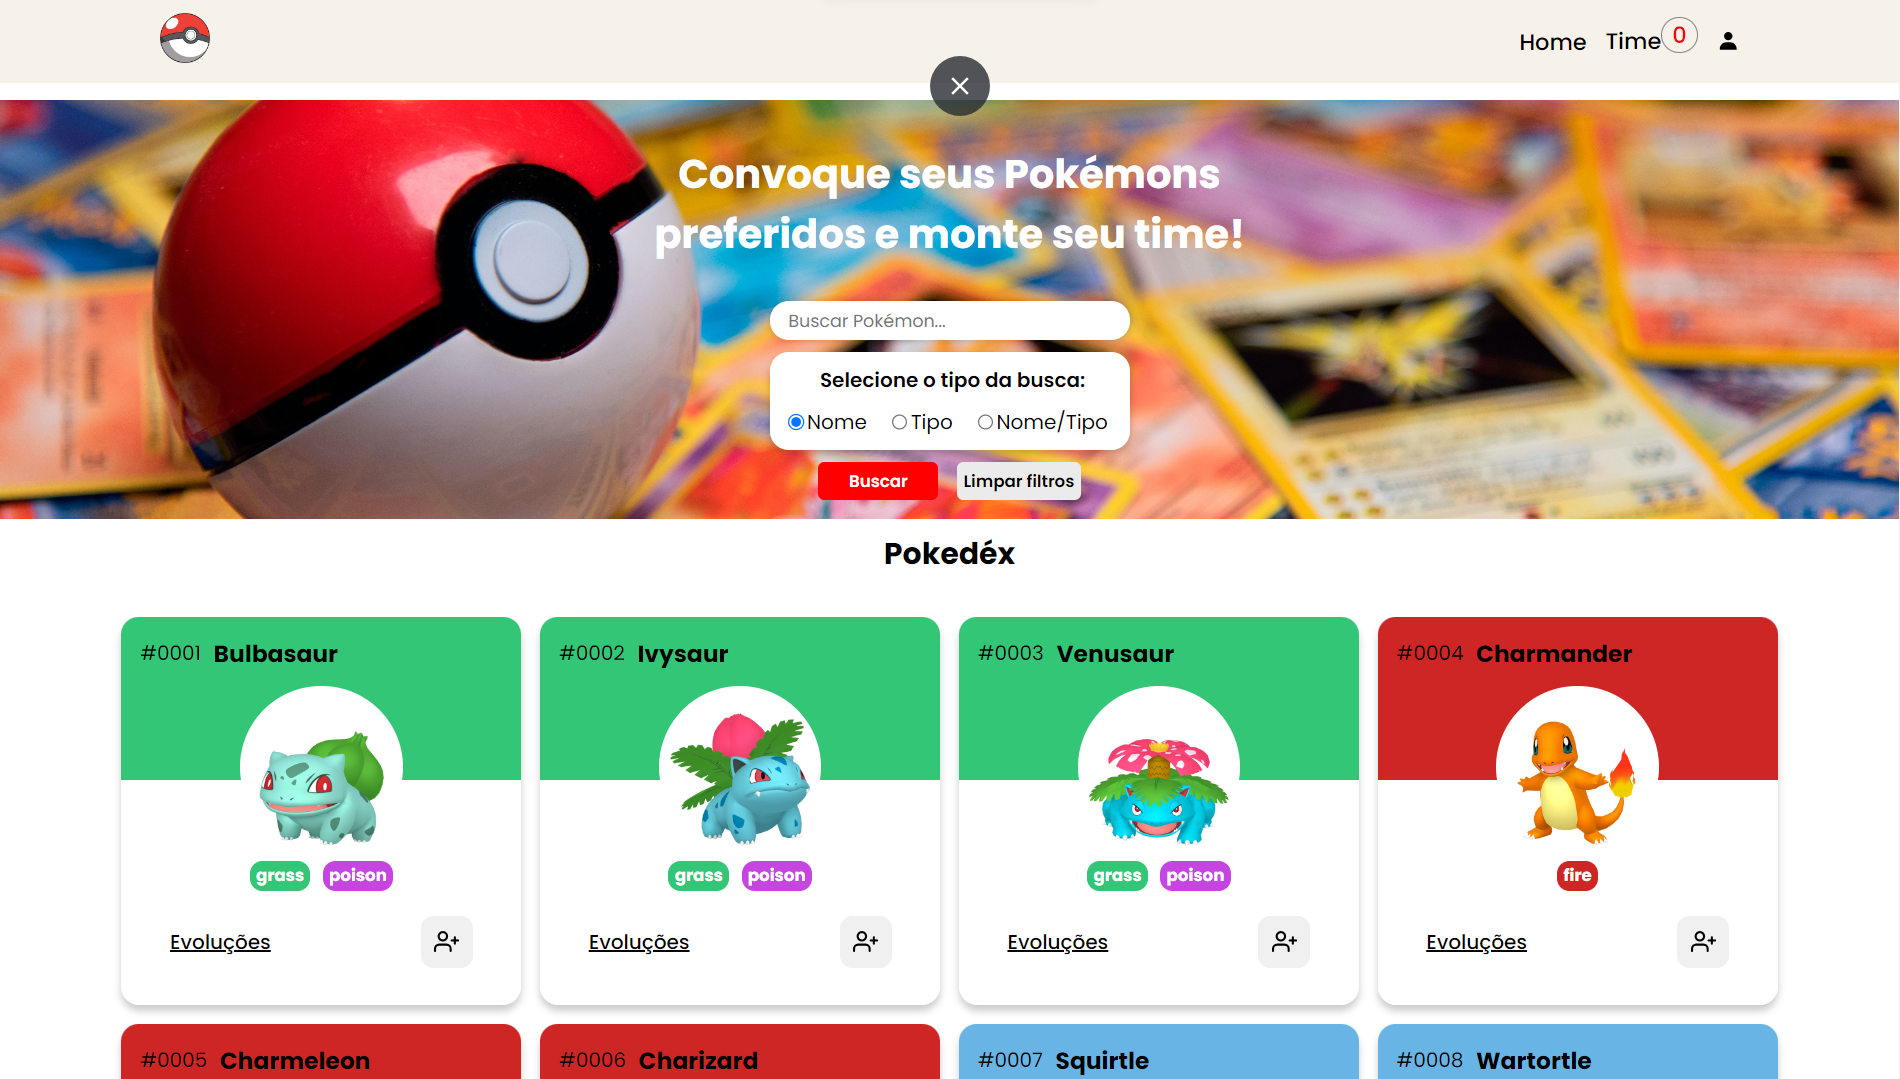 Home Time 0
Convoque seus Pokémons
preferidos e monte seu time!
Buscar Pokémon...
Selecione o tipo da busca:
Nome Tipo Nome/Tipo
Buscar Limpar filtros
Pokedéx
#0001 Bulbasaur
grass poison
Evoluções
#0002 Ivysaur
grass poison
Evoluções
#0003 Venusaur
grass poison
Evoluções
#0004 Charmander
fire
Evoluções
#0005 Charmeleon
#0006 Charizard
#0007 Squirtle
#0008 Wartortle